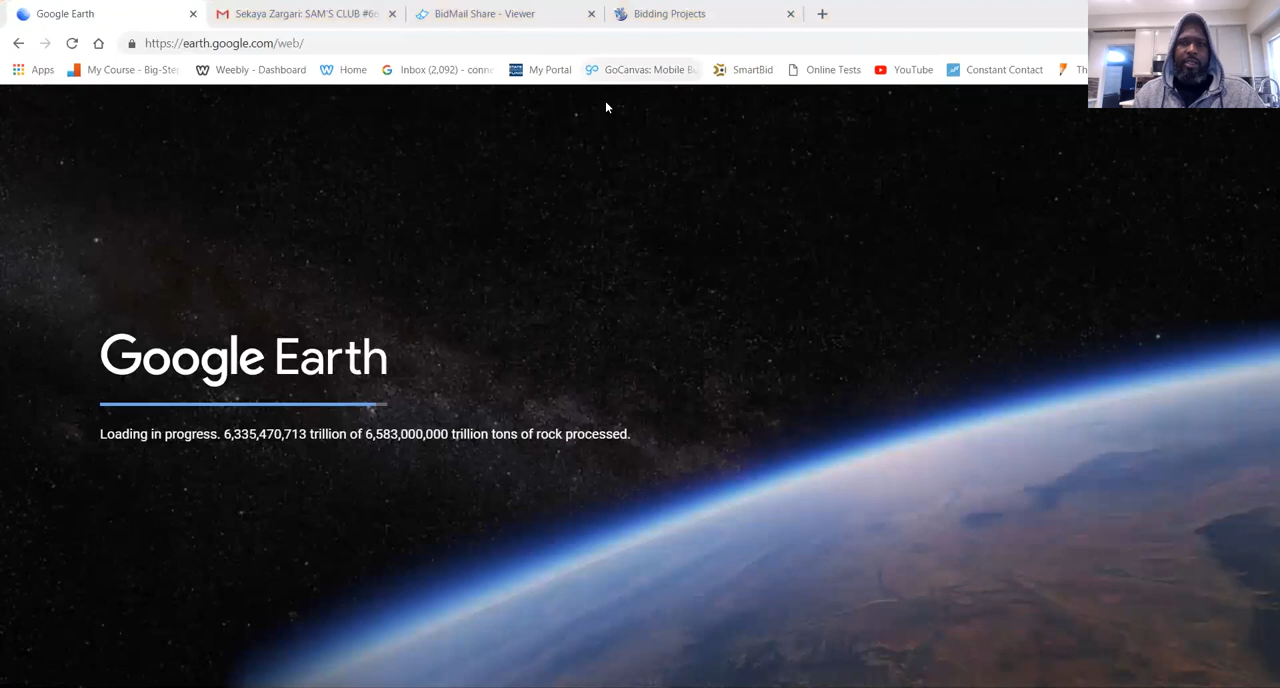 Google Earth
Sekaya Zargari: SAM'S CLUB #66
BidMail Share - Viewer
Bidding Projects
https://earth.google.com/web/
Apps
My Course - Big-Ste
Weebly - Dashboard
Home
Inbox (2,092) - conne
My Portal
GoCanvas: Mobile Bu
SmartBid
Online Tests
YouTube
Constant Contact
Th
Google Earth
Loading in progress. 6,335,470,713 trillion of 6,583,000,000 trillion tons of rock processed.